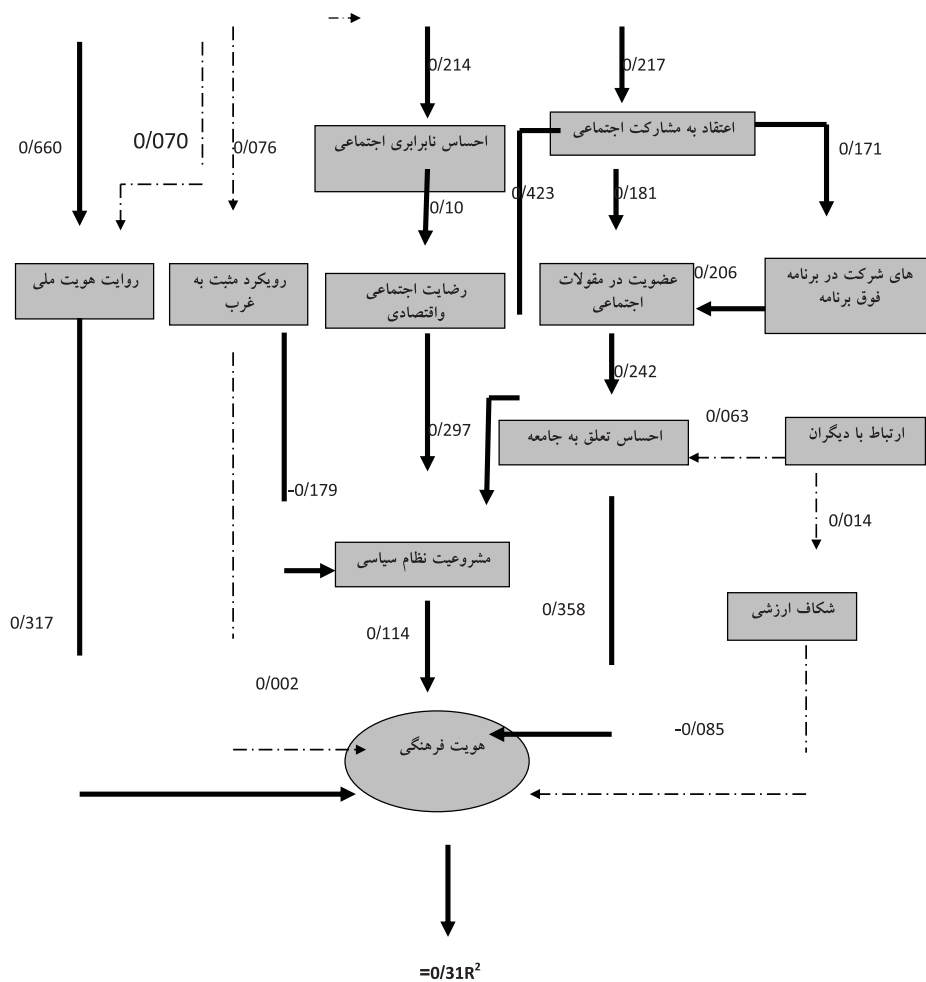 0/214
0/217
اعتقاد به مشارکت اجتماعی
احساس نابرابری اجتماعی
0/171
0/076
0/070
0/660
0/181
0/423
0/10
های شرکت در برنامه
فوق برنامه
0/206
عضویت در مقولات
اجتماعی
رضایت اجتماعی
واقتصادی
رویکرد مثبت به
غرب
روایت هویت ملی
0/242
ارتباط با دیگران
0/063
احساس تعلق به جامعه
0/297
-0/179
0/014
مشروعیت نظام سیاسی
شکاف ارزشی
0/358
0/114
0/317
0/002
-0/085
هویت فرهنگی
=0/31R²